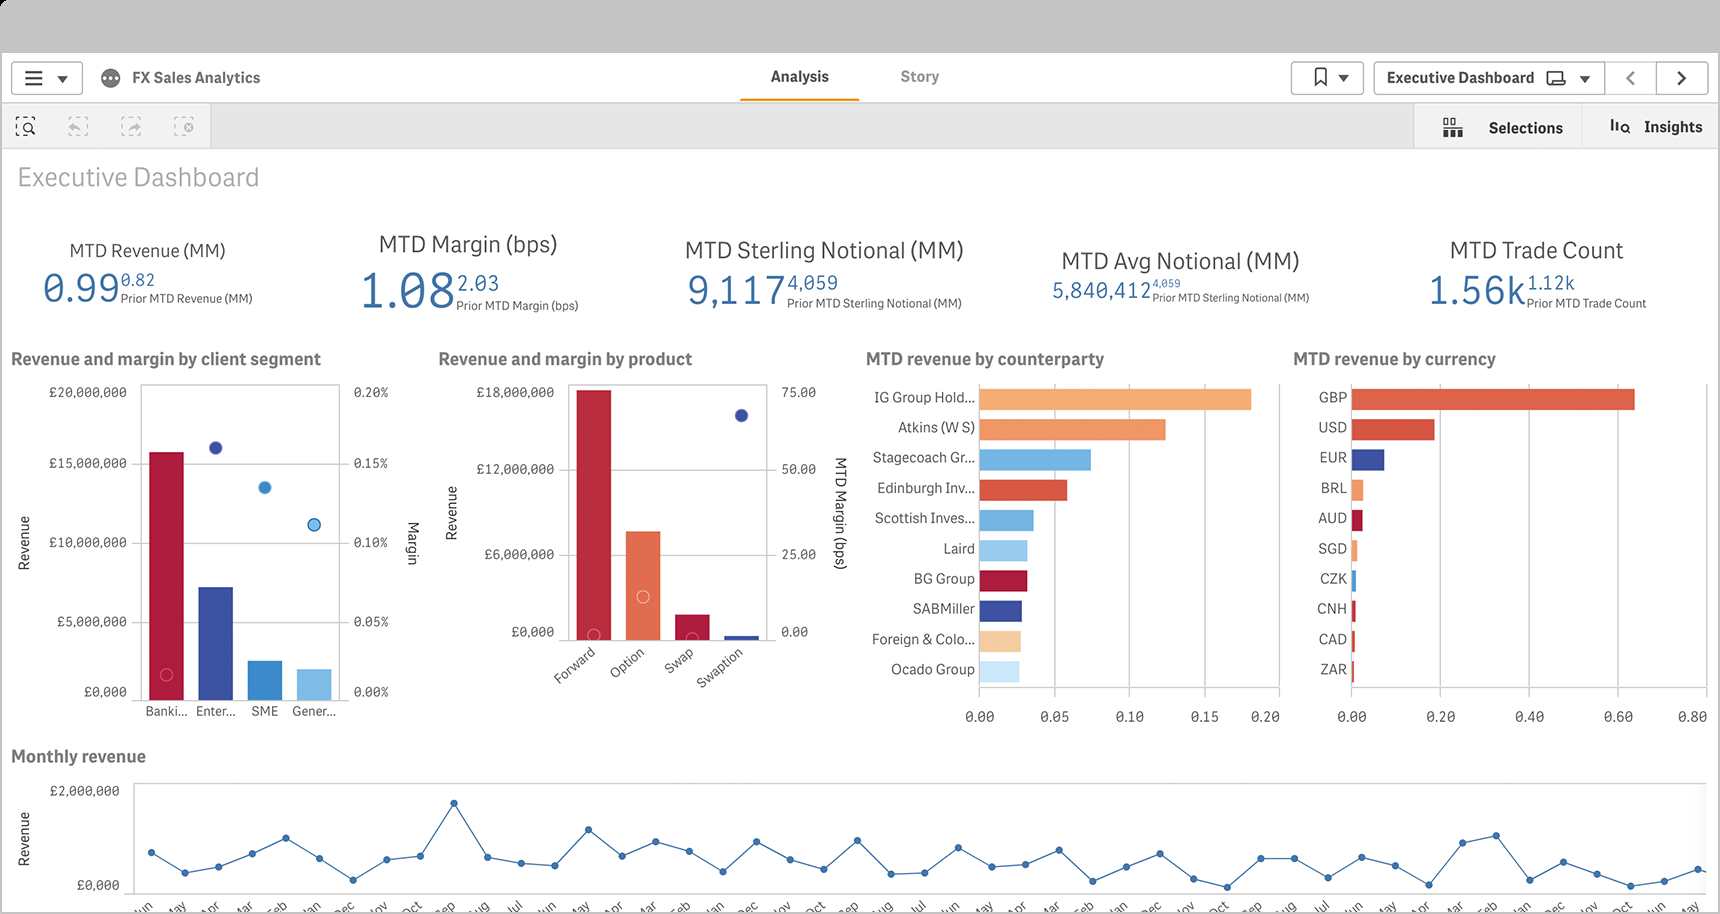 FX Sales Analytics
Analysis
Story
Executive Dashboard
Selections
Insights
Executive Dashboard
MTD Revenue (MM)
0.99 0.82
Prior MTD Revenue (MM)
MTD Margin (bps)
1.08 2.03
Prior MTD Margin (bps)
MTD Sterling Notional (MM)
9,117 4,059
Prior MTD Sterling Notional (MM)
MTD Avg Notional (MM)
5,840,412 4,059
Prior MTD Sterling Notional (MM)
MTD Trade Count
1.56k 1.12k
Prior MTD Trade Count
Revenue and margin by client segment
£20,000,000
£15,000,000
£10,000,000
£5,000,000
£0,000
Revenue
0.20%
0.15%
0.10%
0.05%
0.00%
Margin
Banki...
Enter...
SME
Gener...
Revenue and margin by product
£18,000,000
£12,000,000
£6,000,000
£0,000
Revenue
75.00
50.00
25.00
0.00
MTD Margin (bps)
Forward
Option
Swap
Swaption
MTD revenue by counterparty
IG Group Hold...
Atkins (W S)
Stagecoach Gr...
Edinburgh Inv...
Scottish Inves...
Laird
BG Group
SABMiller
Foreign & Colo...
Ocado Group
0.00
0.05
0.10
0.15
0.20
MTD revenue by currency
GBP
USD
EUR
BRL
AUD
SGD
CZK
CNH
CAD
ZAR
0.00
0.20
0.40
0.60
0.80
Monthly revenue
£2,000,000
£0,000
Revenue